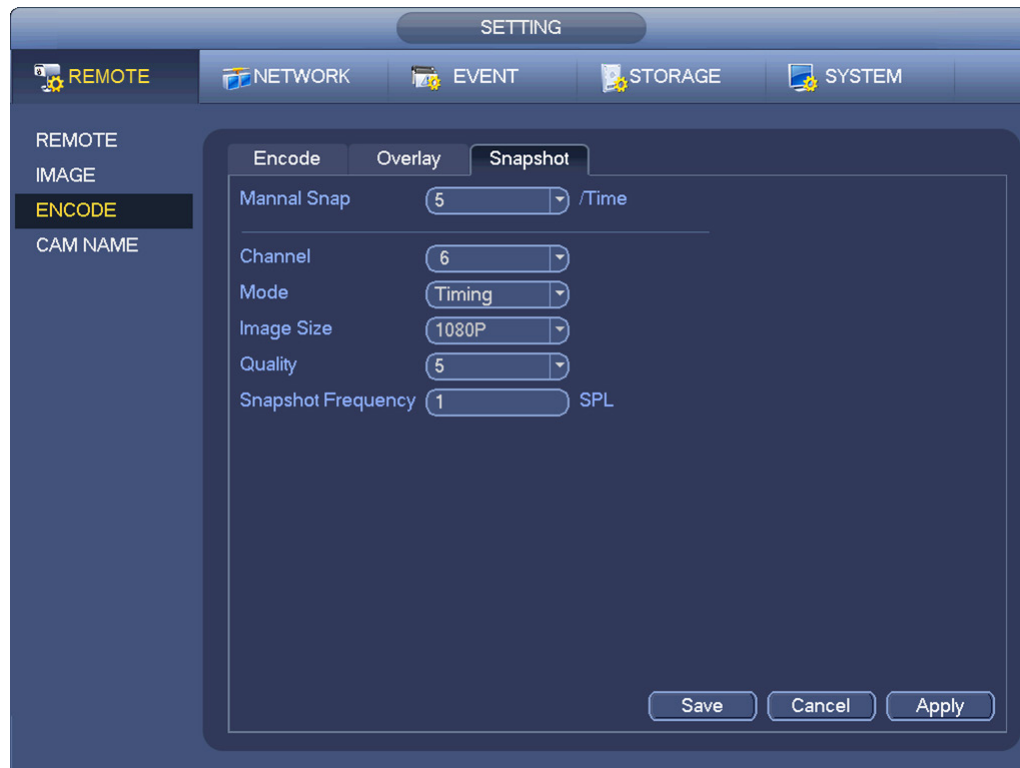 SETTING
REMOTE NETWORK EVENT STORAGE SYSTEM
REMOTE
IMAGE
ENCODE
CAM NAME
Encode Overlay Snapshot
Mannal Snap 5 /Time
Channel 6
Mode Timing
Image Size 1080P
Quality 5
Snapshot Frequency 1 SPL
Save Cancel Apply